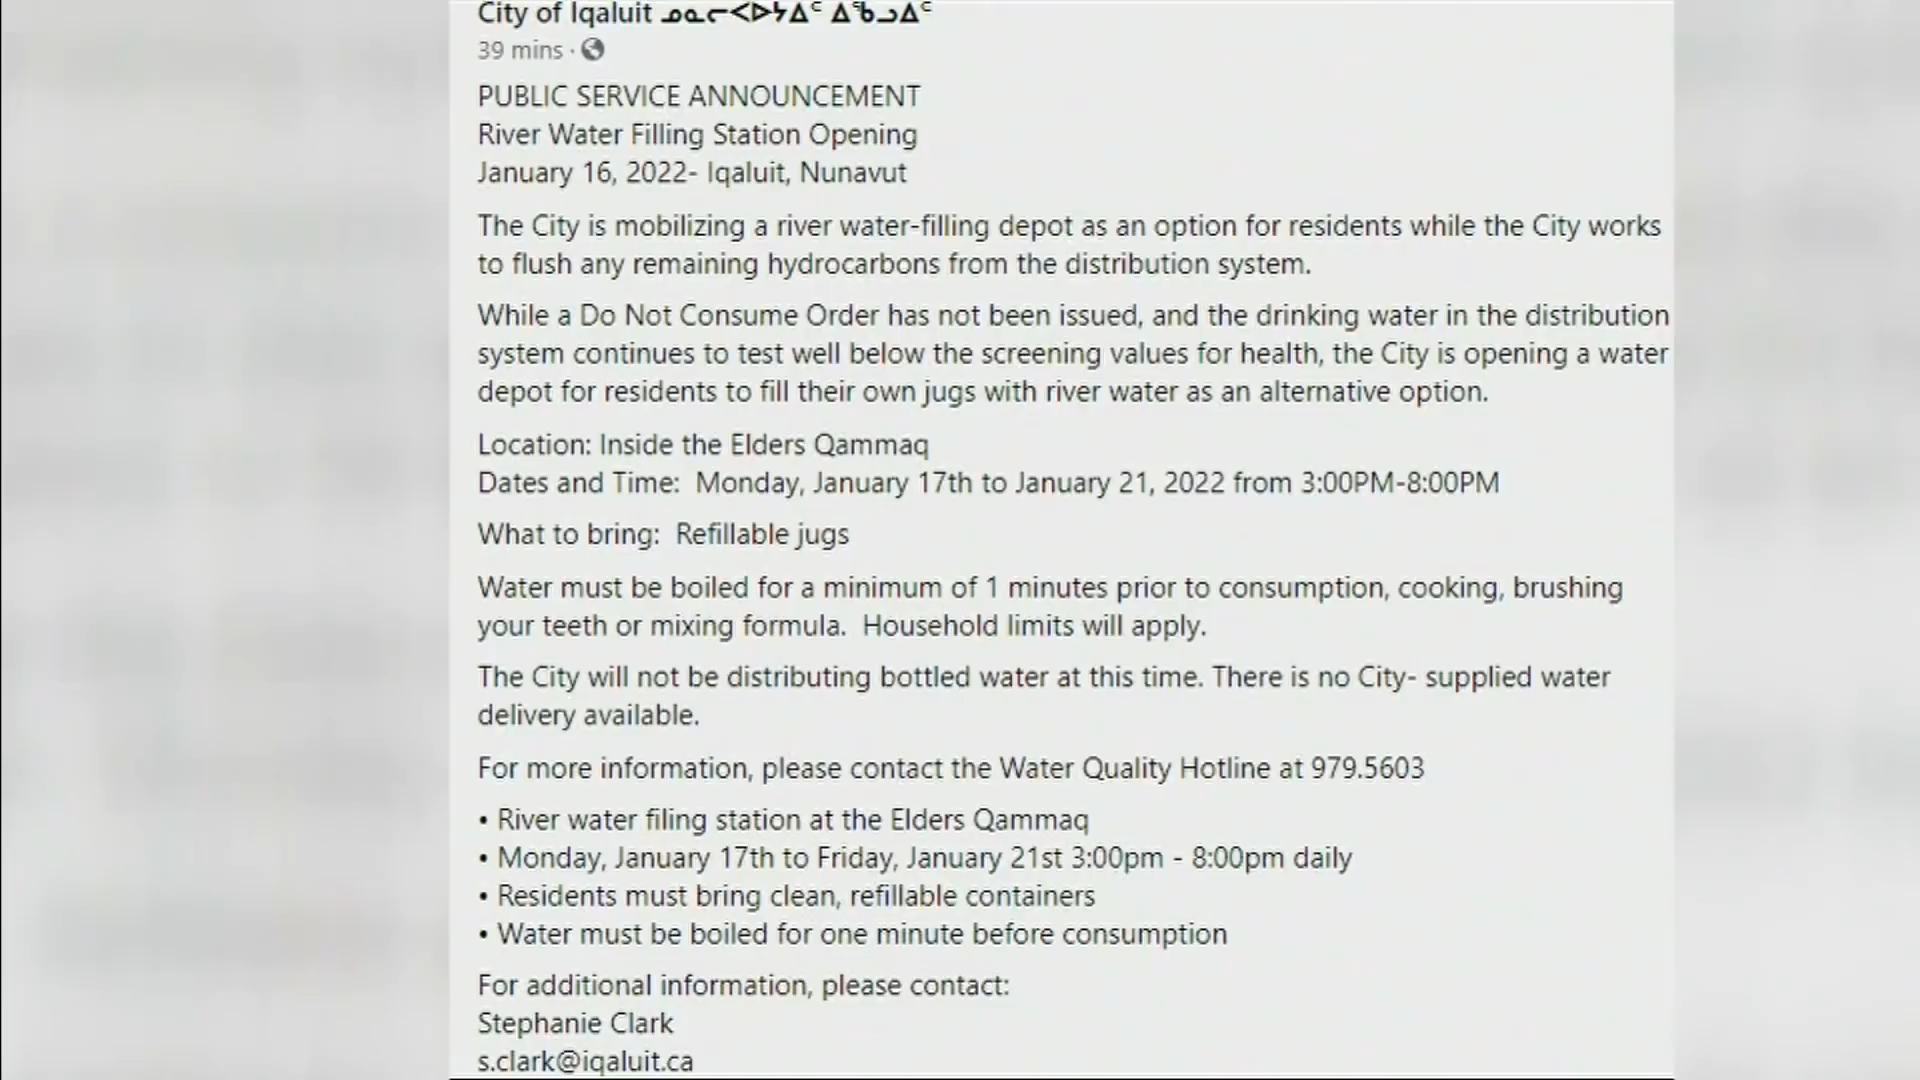 City of Iqaluit ᓄᓇᓕᐸᐅᔭᐃᑦ ᐃᖃᓗᐃᑦ
39 mins ·
PUBLIC SERVICE ANNOUNCEMENT
River Water Filling Station Opening
January 16, 2022- Iqaluit, Nunavut
The City is mobilizing a river water-filling depot as an option for residents while the City works
to flush any remaining hydrocarbons from the distribution system.
While a Do Not Consume Order has not been issued, and the drinking water in the distribution
system continues to test well below the screening values for health, the City is opening a water
depot for residents to fill their own jugs with river water as an alternative option.
Location: Inside the Elders Qammaq
Dates and Time:  Monday, January 17th to January 21, 2022 from 3:00PM-8:00PM
What to bring:  Refillable jugs
Water must be boiled for a minimum of 1 minutes prior to consumption, cooking, brushing
your teeth or mixing formula.  Household limits will apply.
The City will not be distributing bottled water at this time. There is no City- supplied water
delivery available.
For more information, please contact the Water Quality Hotline at 979.5603
• River water filing station at the Elders Qammaq
• Monday, January 17th to Friday, January 21st 3:00pm - 8:00pm daily
• Residents must bring clean, refillable containers
• Water must be boiled for one minute before consumption
For additional information, please contact:
Stephanie Clark
s.clark@iqaluit.ca